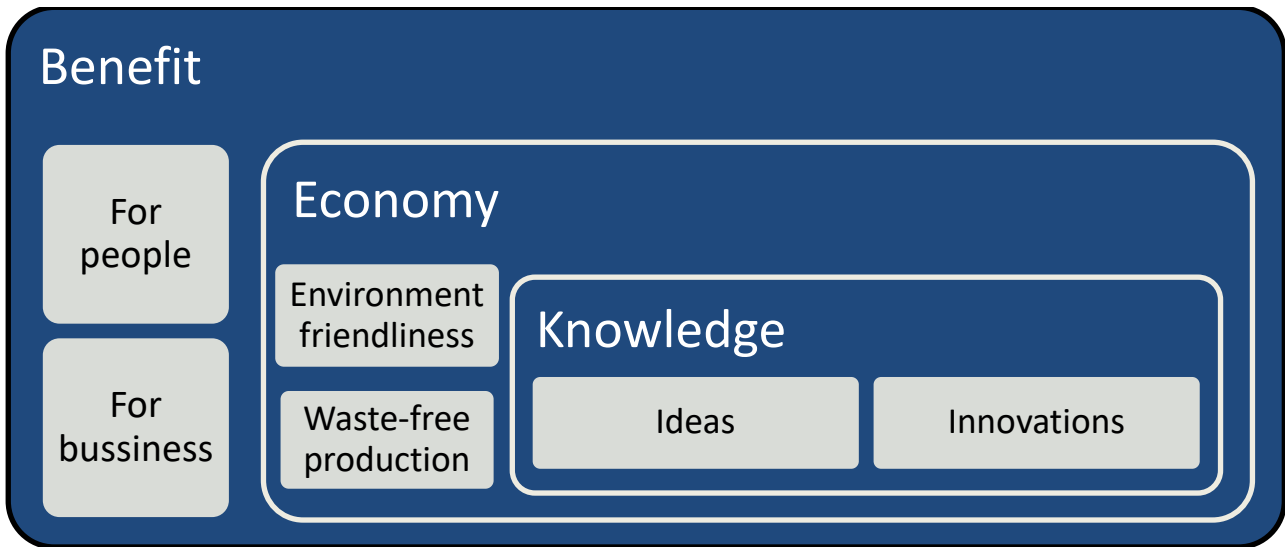 Benefit
For
people
For
bussiness
Economy
Environment
friendliness
Waste-free
production
Knowledge
Ideas
Innovations